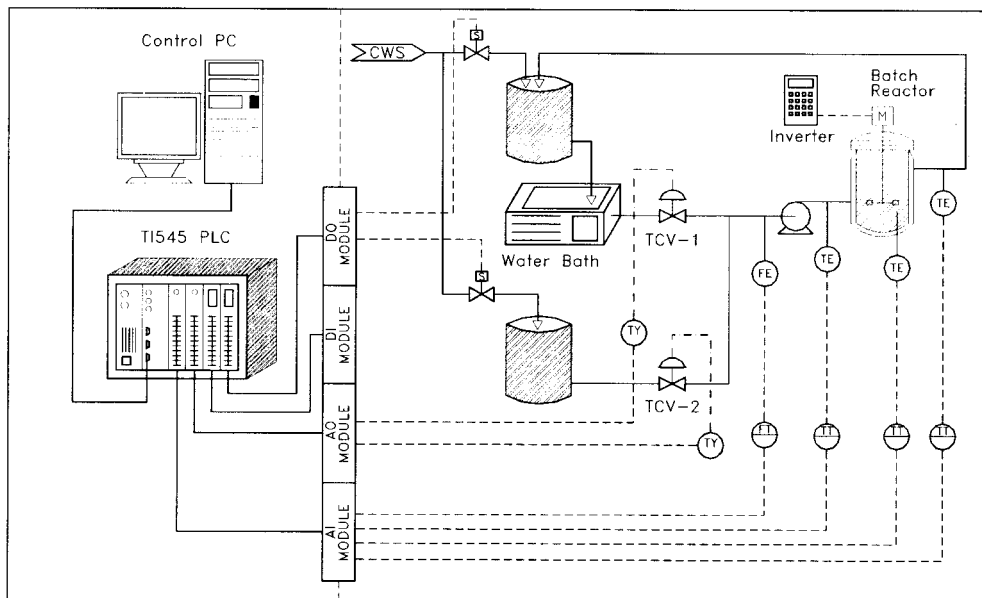 Control PC
TI545 PLC
DO
MODULE
DI
MODULE
AO
MODULE
AI
MODULE
CWS
S
S
Water Bath
TCV-1
TCV-2
TY
TY
Inverter
Batch
Reactor
M
FE
TE
TE
TE
FT
TT
TT
TT